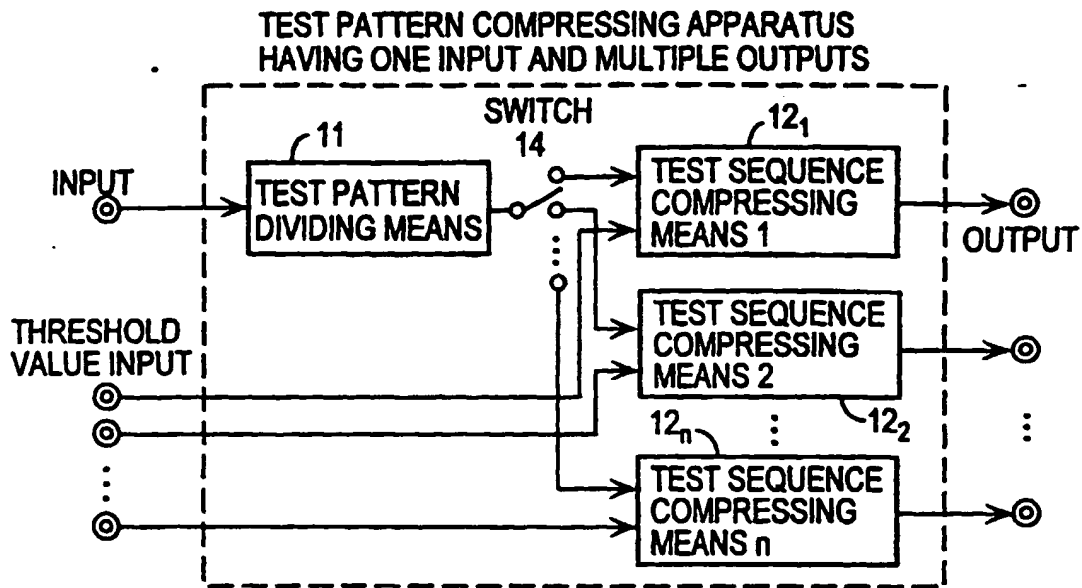 TEST PATTERN COMPRESSING APPARATUS
HAVING ONE INPUT AND MULTIPLE OUTPUTS
SWITCH
14
11
12₁
INPUT
TEST PATTERN
DIVIDING MEANS
TEST SEQUENCE
COMPRESSING
MEANS 1
OUTPUT
THRESHOLD
VALUE INPUT
TEST SEQUENCE
COMPRESSING
MEANS 2
12₂
12ₙ
TEST SEQUENCE
COMPRESSING
MEANS n